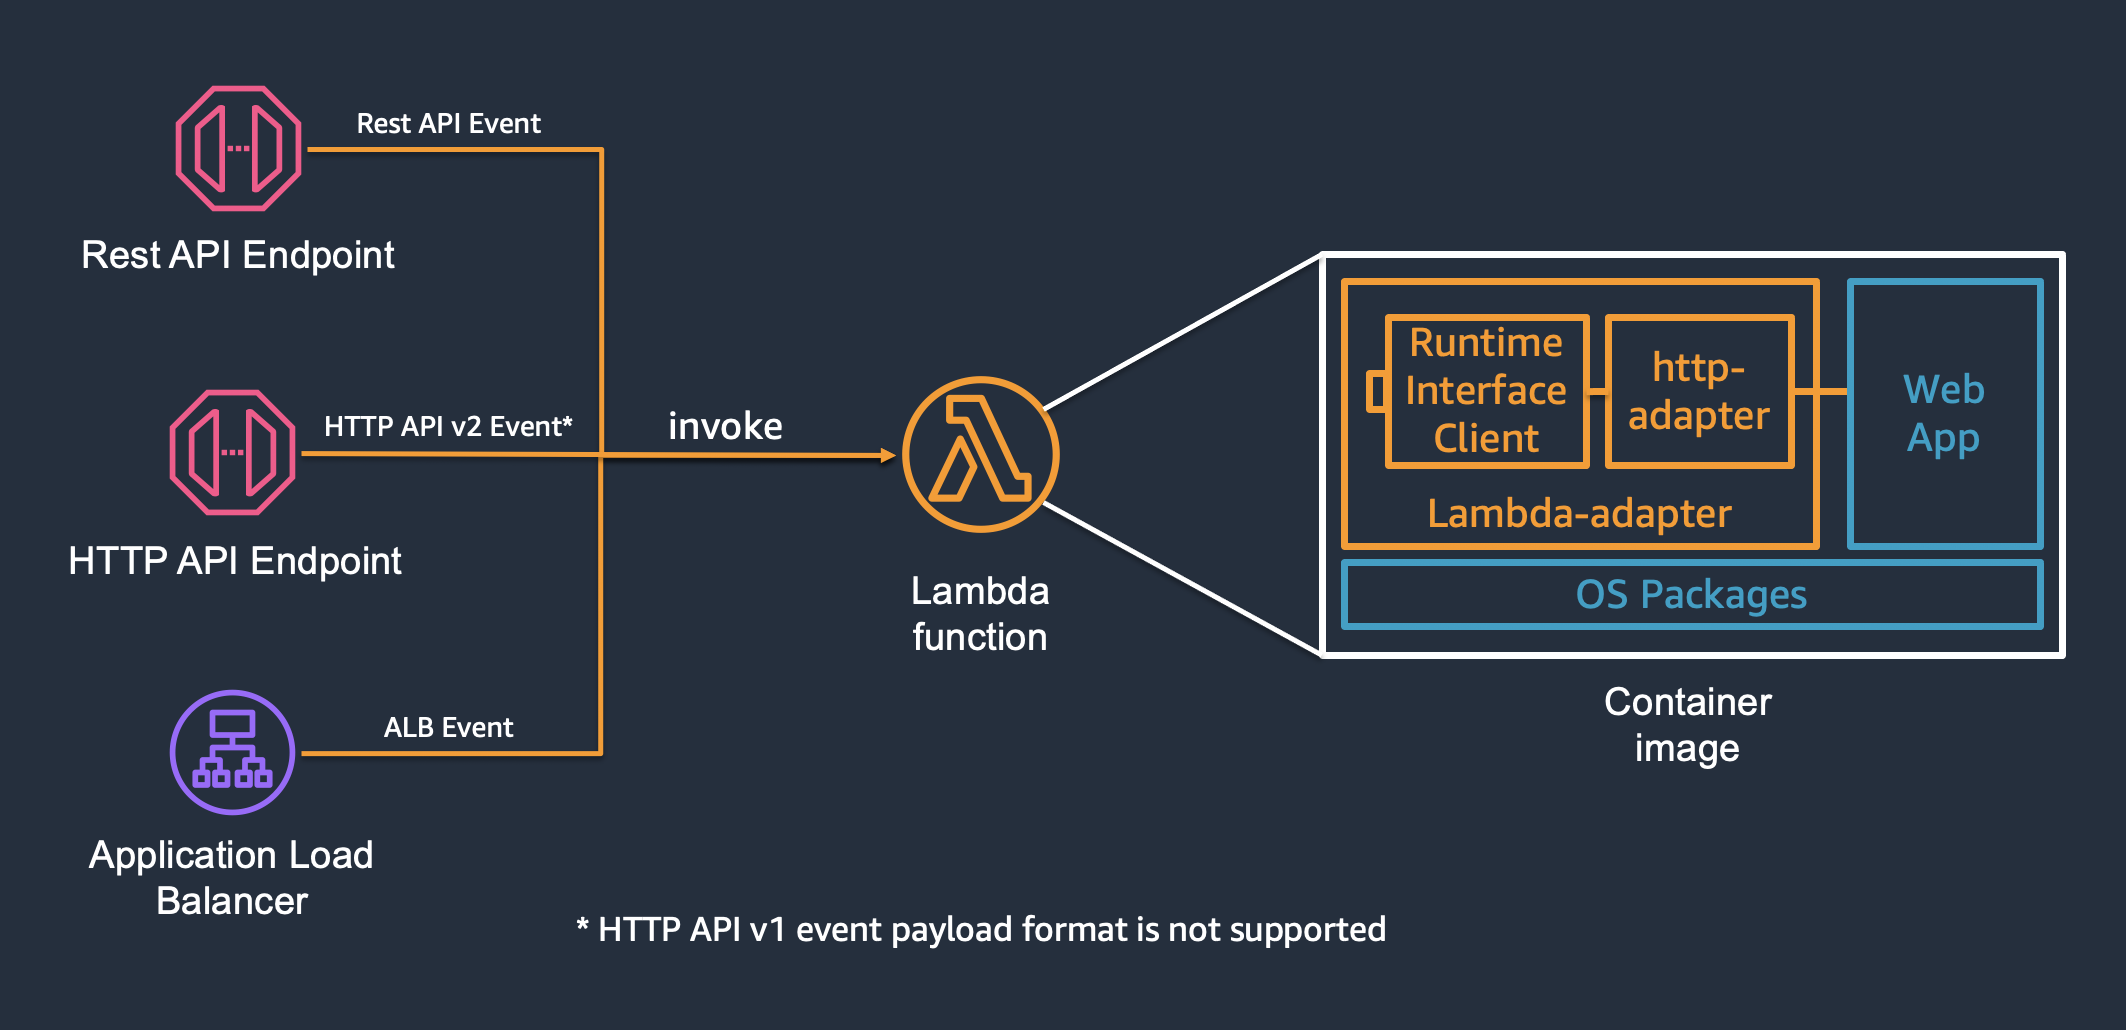 Rest API Event
Rest API Endpoint
HTTP API v2 Event*
HTTP API Endpoint
ALB Event
Application Load
Balancer
invoke
Lambda
function
Runtime
Interface
Client
http-
adapter
Lambda-adapter
Web
App
OS Packages
Container
image
* HTTP API v1 event payload format is not supported